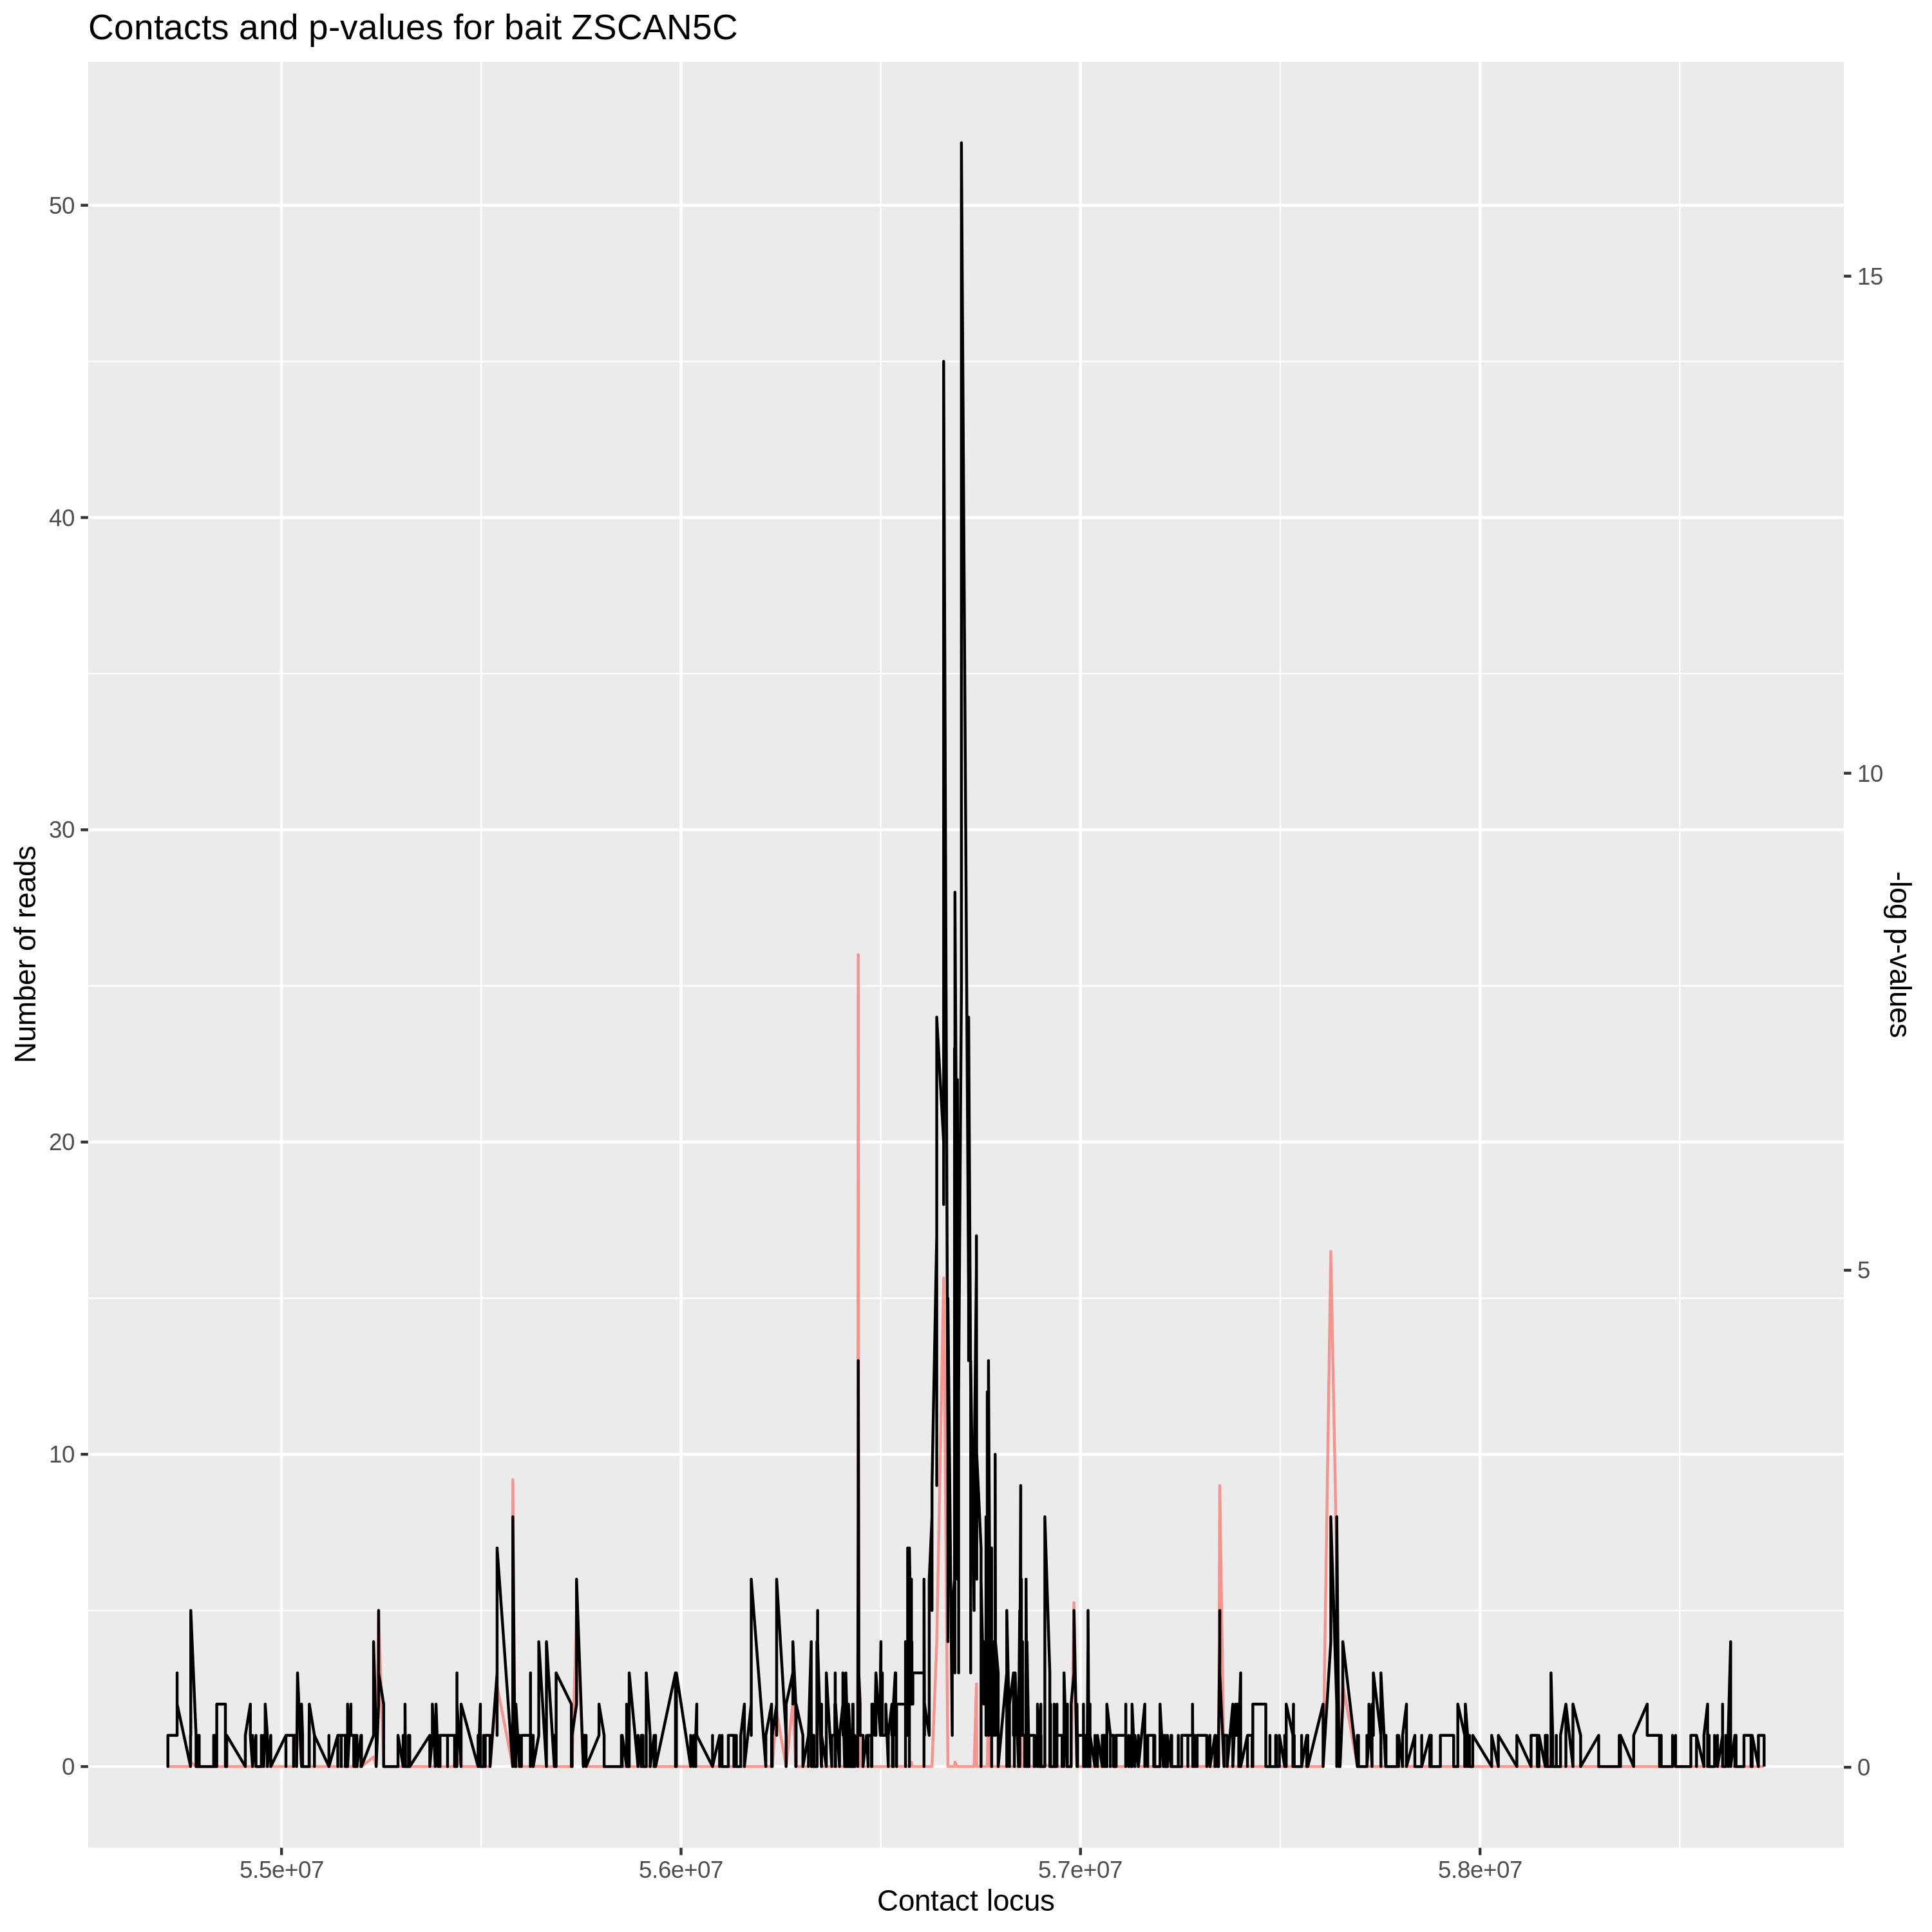 Contacts and p-values for bait ZSCAN5C
50
40
30
20
10
0
Number of reads
15
10
5
0
-log p-values
5.5e+07 5.6e+07 5.7e+07 5.8e+07
Contact locus